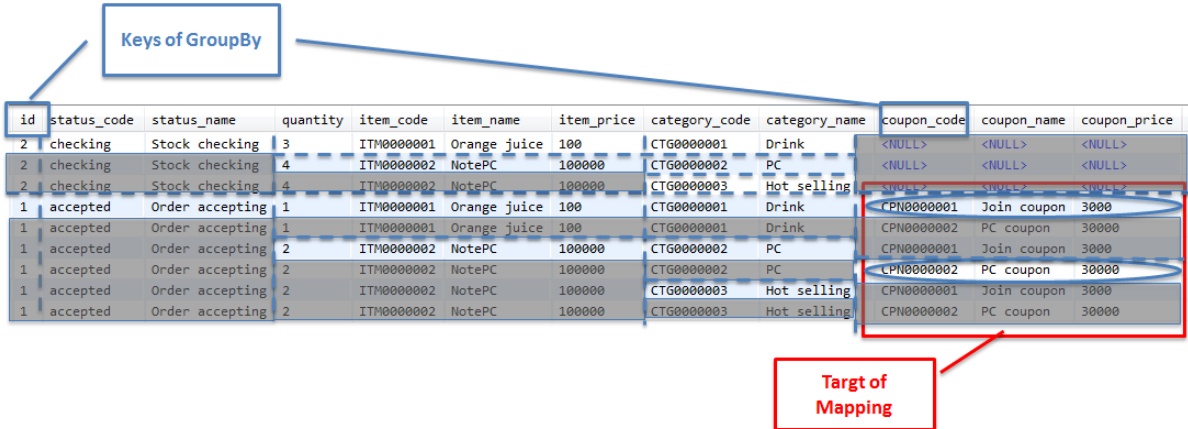 Keys of GroupBy
id status_code status_name quantity item_code item_name item_price category_code category_name coupon_code coupon_name coupon_price
2 checking Stock checking 3 ITM0000001 Orange juice 100 CTG0000001 Drink <NULL> <NULL> <NULL>
2 checking Stock checking 4 ITM0000002 NotePC 100000 CTG0000002 PC <NULL> <NULL> <NULL>
2 checking Stock checking 4 ITM0000002 NotePC 100000 CTG0000003 Hot selling <NULL> <NULL> <NULL>
1 accepted Order accepting 1 ITM0000001 Orange juice 100 CTG0000001 Drink CPN0000001 Join coupon 3000
1 accepted Order accepting 1 ITM0000001 Orange juice 100 CTG0000001 Drink CPN0000002 PC coupon 30000
1 accepted Order accepting 2 ITM0000002 NotePC 100000 CTG0000002 PC CPN0000001 Join coupon 3000
1 accepted Order accepting 2 ITM0000002 NotePC 100000 CTG0000002 PC CPN0000002 PC coupon 30000
1 accepted Order accepting 2 ITM0000002 NotePC 100000 CTG0000003 Hot selling CPN0000001 Join coupon 3000
1 accepted Order accepting 2 ITM0000002 NotePC 100000 CTG0000003 Hot selling CPN0000002 PC coupon 30000
Targt of
Mapping